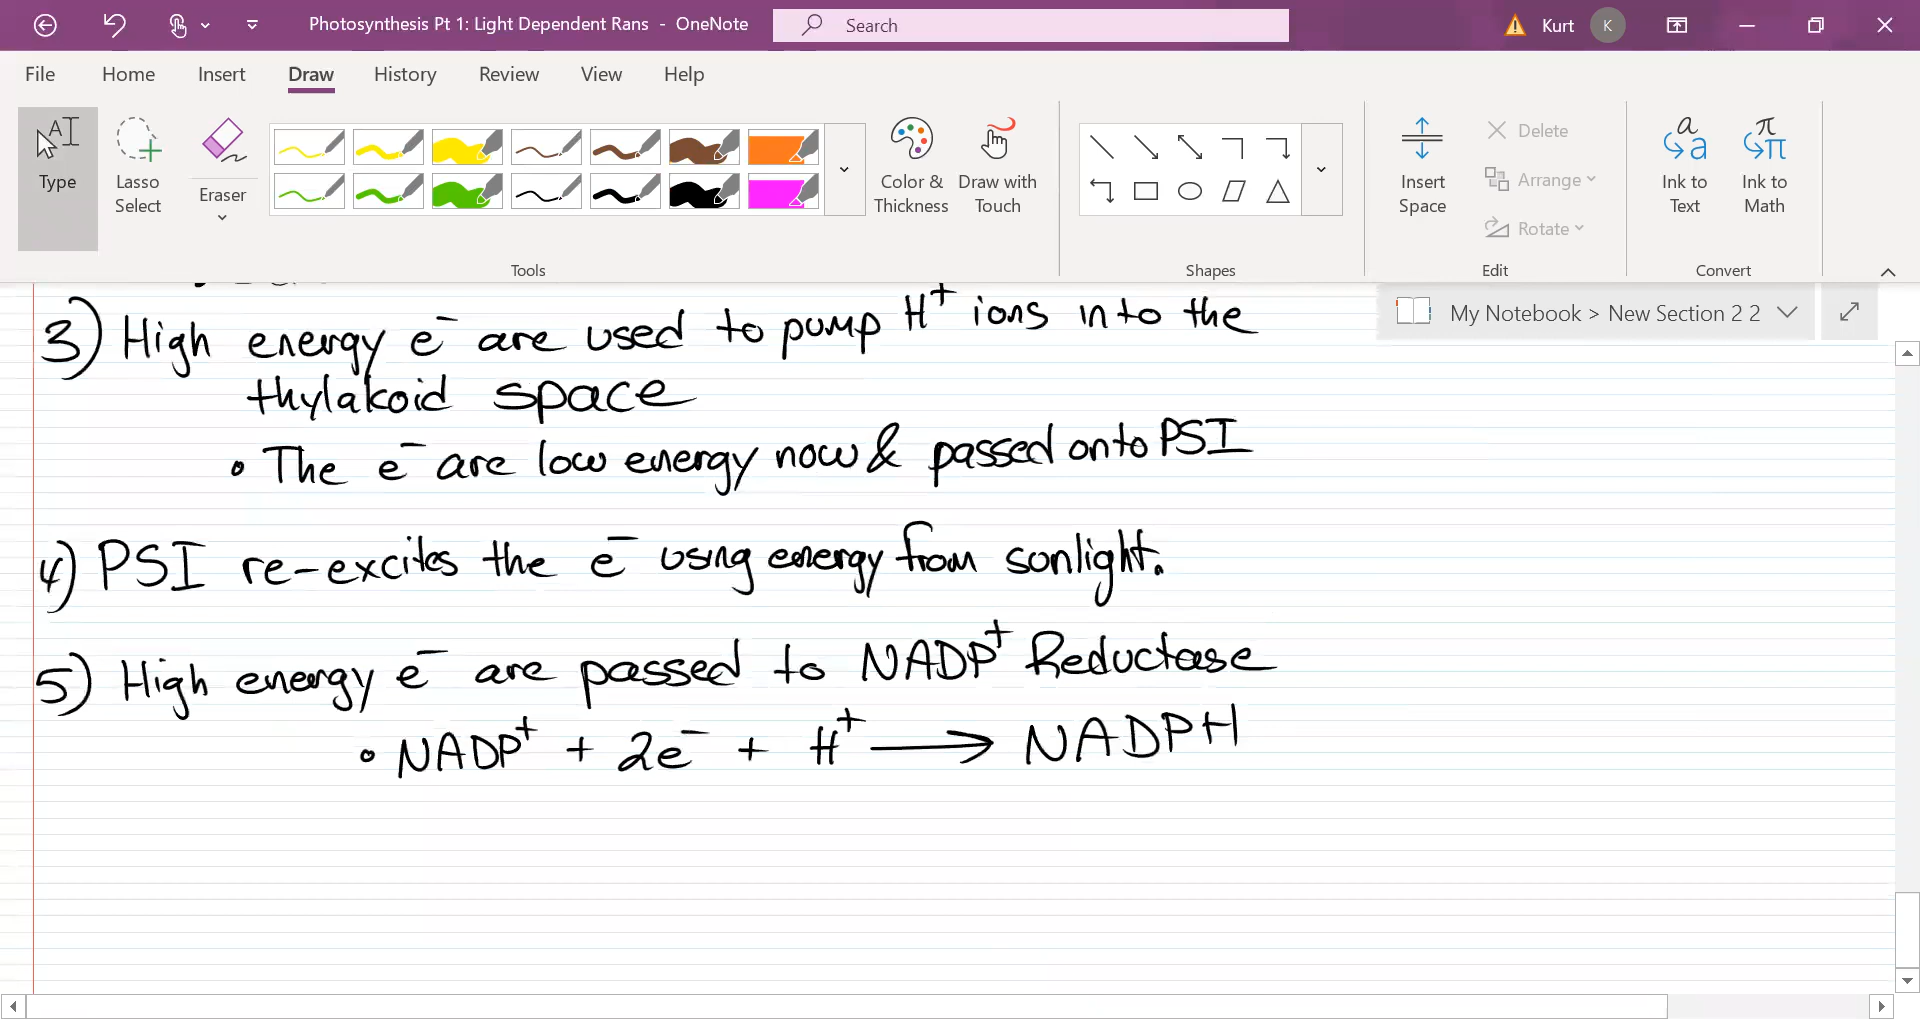 Photosynthesis Pt 1: Light Dependent Rans - OneNote
Search
Kurt
K
File
Home
Insert
Draw
History
Review
View
Help
Type
Lasso Select
Eraser
Color & Thickness
Draw with Touch
Insert Space
Delete
Arrange
Rotate
Ink to Text
Ink to Math
Tools
Shapes
Edit
Convert
My Notebook > New Section 2 2
3) High energy e⁻ are used to pump H⁺ ions into the
thylakoid space
• The e⁻ are low energy now & passed onto PSI
4) PSI re-excites the e⁻ using energy from sunlight.
5) High energy e⁻ are passed to NADP⁺ Reductase
• NADP⁺ + 2e⁻ + H⁺ → NADPH